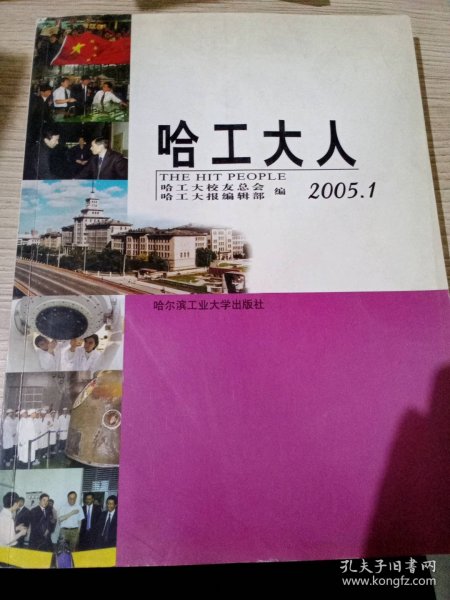 哈工大人
THE HIT PEOPLE
哈工大校友总会
哈工大报编辑部
编
2005.1
哈尔滨工业大学出版社
孔夫子旧书网
www.kongfz.com